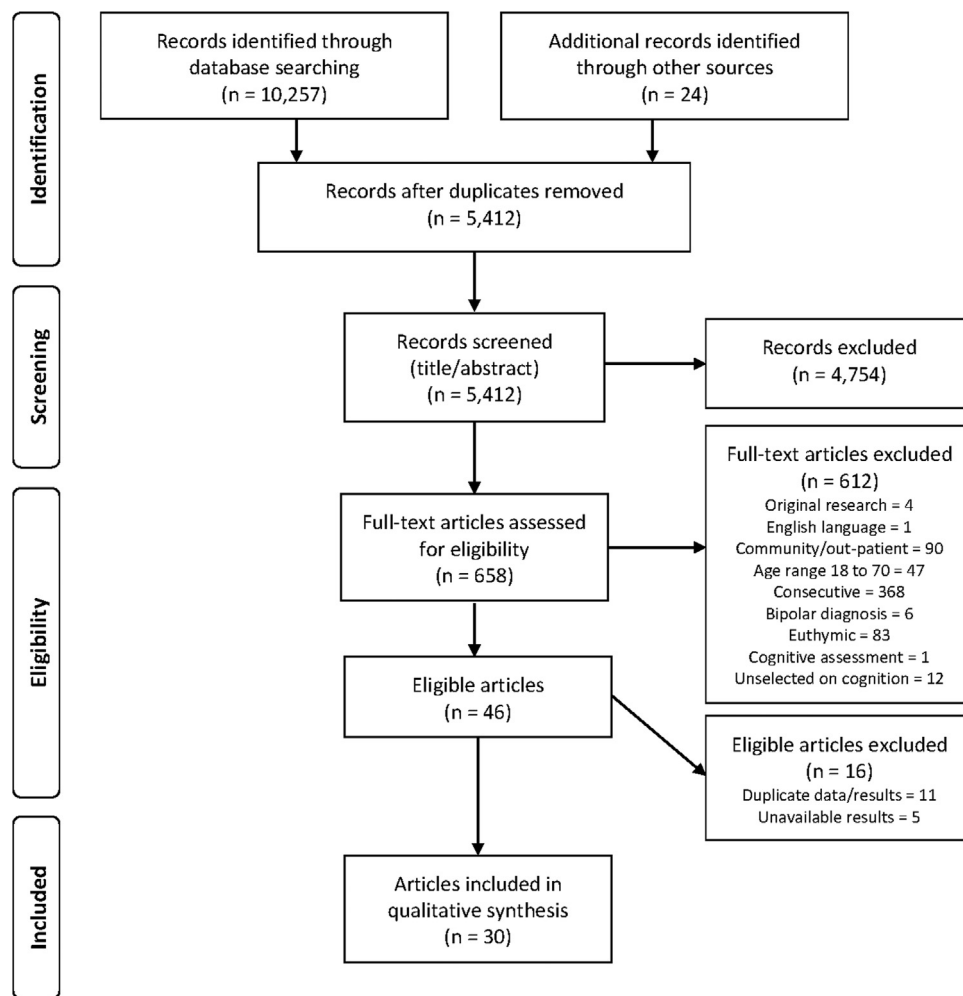 Identification
Records identified through
database searching
(n = 10,257)
Additional records identified
through other sources
(n = 24)
Records after duplicates removed
(n = 5,412)
Screening
Records screened
(title/abstract)
(n = 5,412)
Records excluded
(n = 4,754)
Eligibility
Full-text articles assessed
for eligibility
(n = 658)
Full-text articles excluded
(n = 612)
Original research = 4
English language = 1
Community/out-patient = 90
Age range 18 to 70 = 47
Consecutive = 368
Bipolar diagnosis = 6
Euthymic = 83
Cognitive assessment = 1
Unselected on cognition = 12
Eligible articles
(n = 46)
Eligible articles excluded
(n = 16)
Duplicate data/results = 11
Unavailable results = 5
Included
Articles included in
qualitative synthesis
(n = 30)